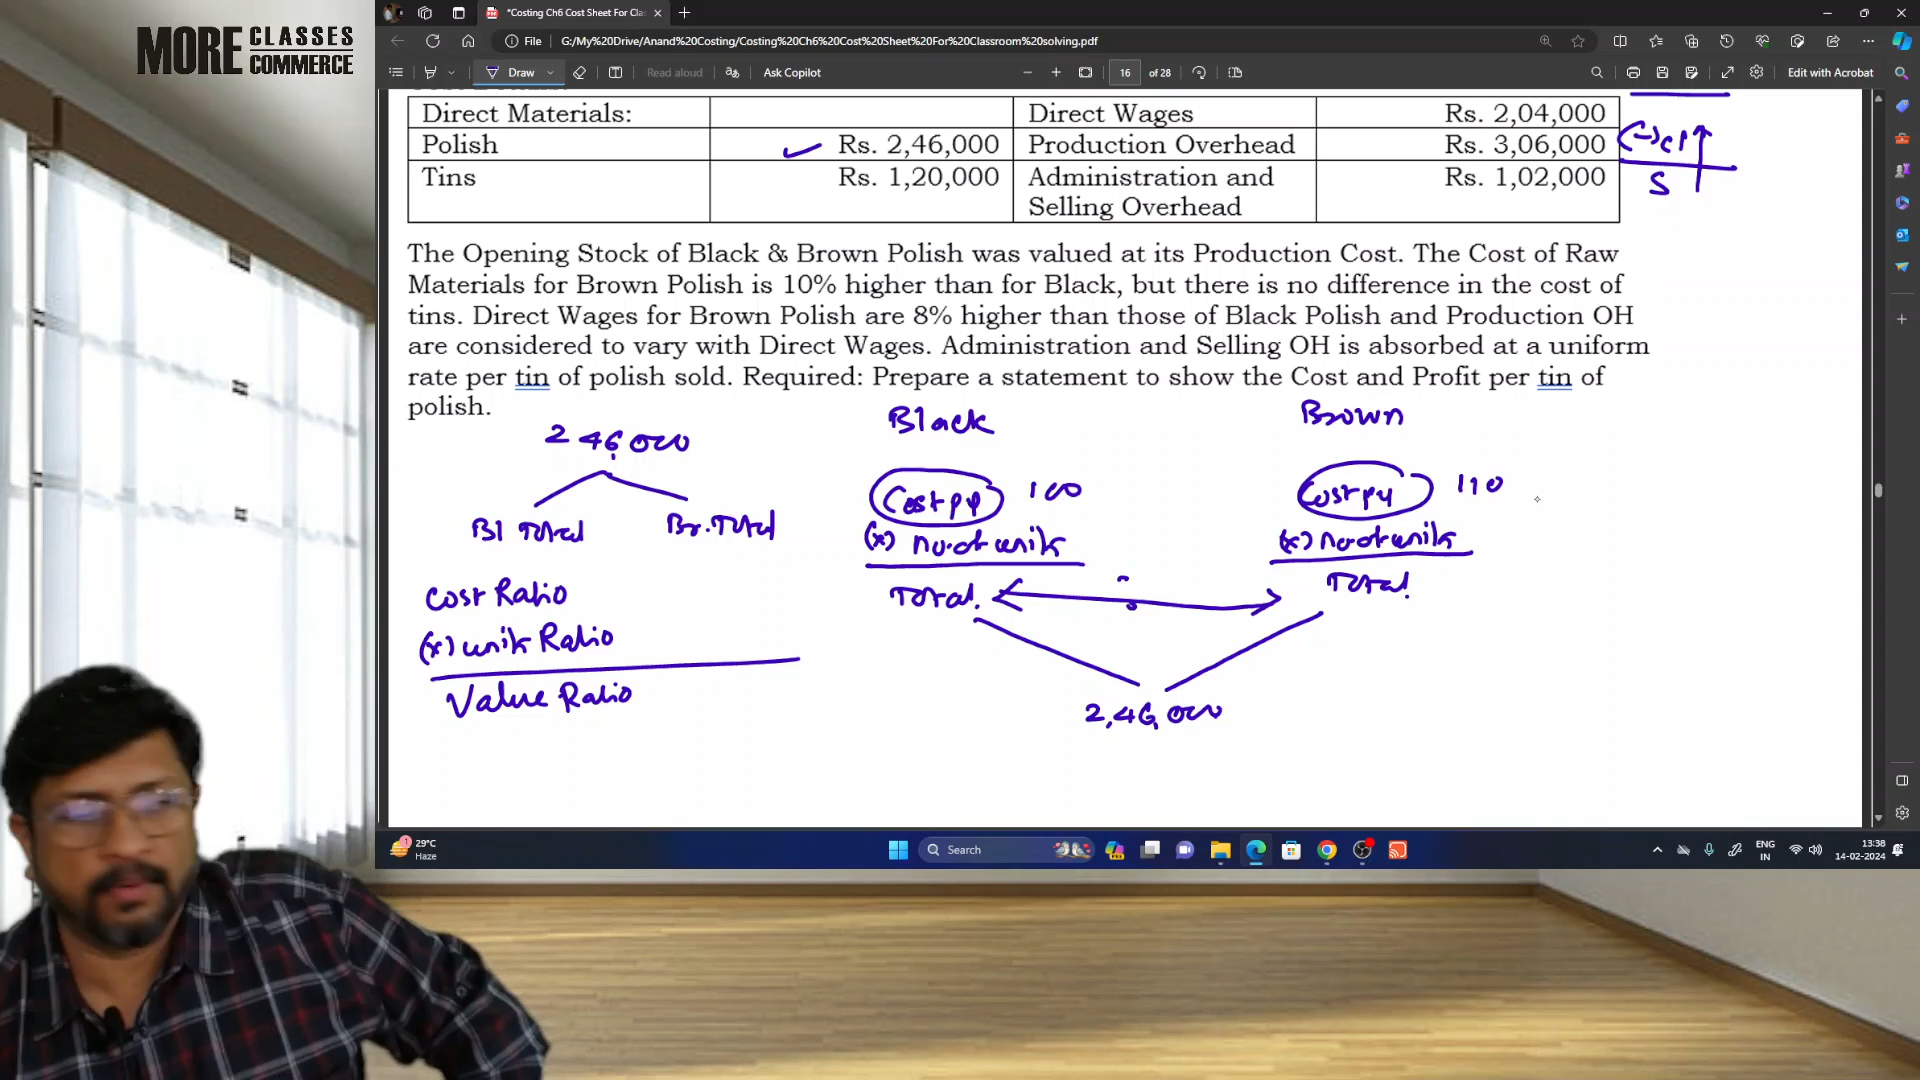 MORE CLASSES COMMERCE
*Costing Ch6 Cost Sheet For Cla
File G:/My%20Drive/Anand%20Costing/Costing%20Ch6%20Cost%20Sheet%20For%20Classroom%20solving.pdf
Draw Read aloud Ask Copilot 16 of 28 Edit with Acrobat
Direct Materials: Direct Wages Rs. 2,04,000
Polish Rs. 2,46,000 Production Overhead Rs. 3,06,000 (-) Cl
Tins Rs. 1,20,000 Administration and Rs. 1,02,000 S
Selling Overhead
The Opening Stock of Black & Brown Polish was valued at its Production Cost. The Cost of Raw
Materials for Brown Polish is 10% higher than for Black, but there is no difference in the cost of
tins. Direct Wages for Brown Polish are 8% higher than those of Black Polish and Production OH
are considered to vary with Direct Wages. Administration and Selling OH is absorbed at a uniform
rate per tin of polish sold. Required: Prepare a statement to show the Cost and Profit per tin of
polish.
246000 Black Brown
Cost pu 100 Cost pu 110
Bl Total Br. Total (x) no. of units (x) no of units
Cost Ratio Total : Total
(x) units Ratio
Value Ratio
2,46,000
29°C
Haze
Search
ENG
IN
13:38
14-02-2024